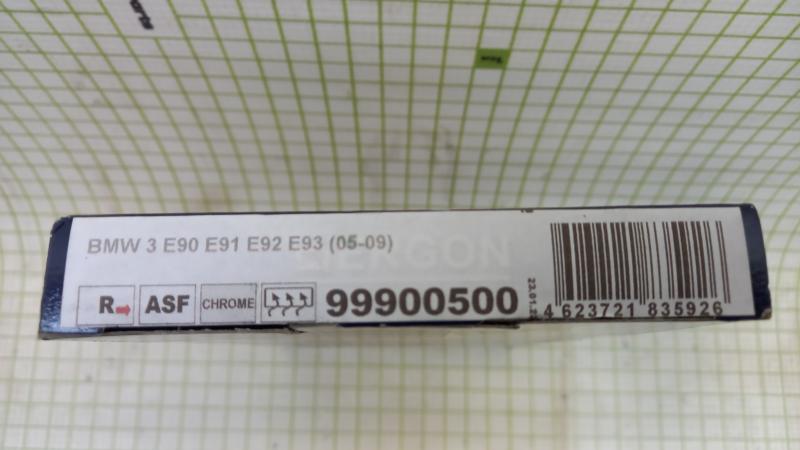 BMW 3 E90 E91 E92 E93 (05-09)
R
ASF
CHROME
99900500
4 623721 835926